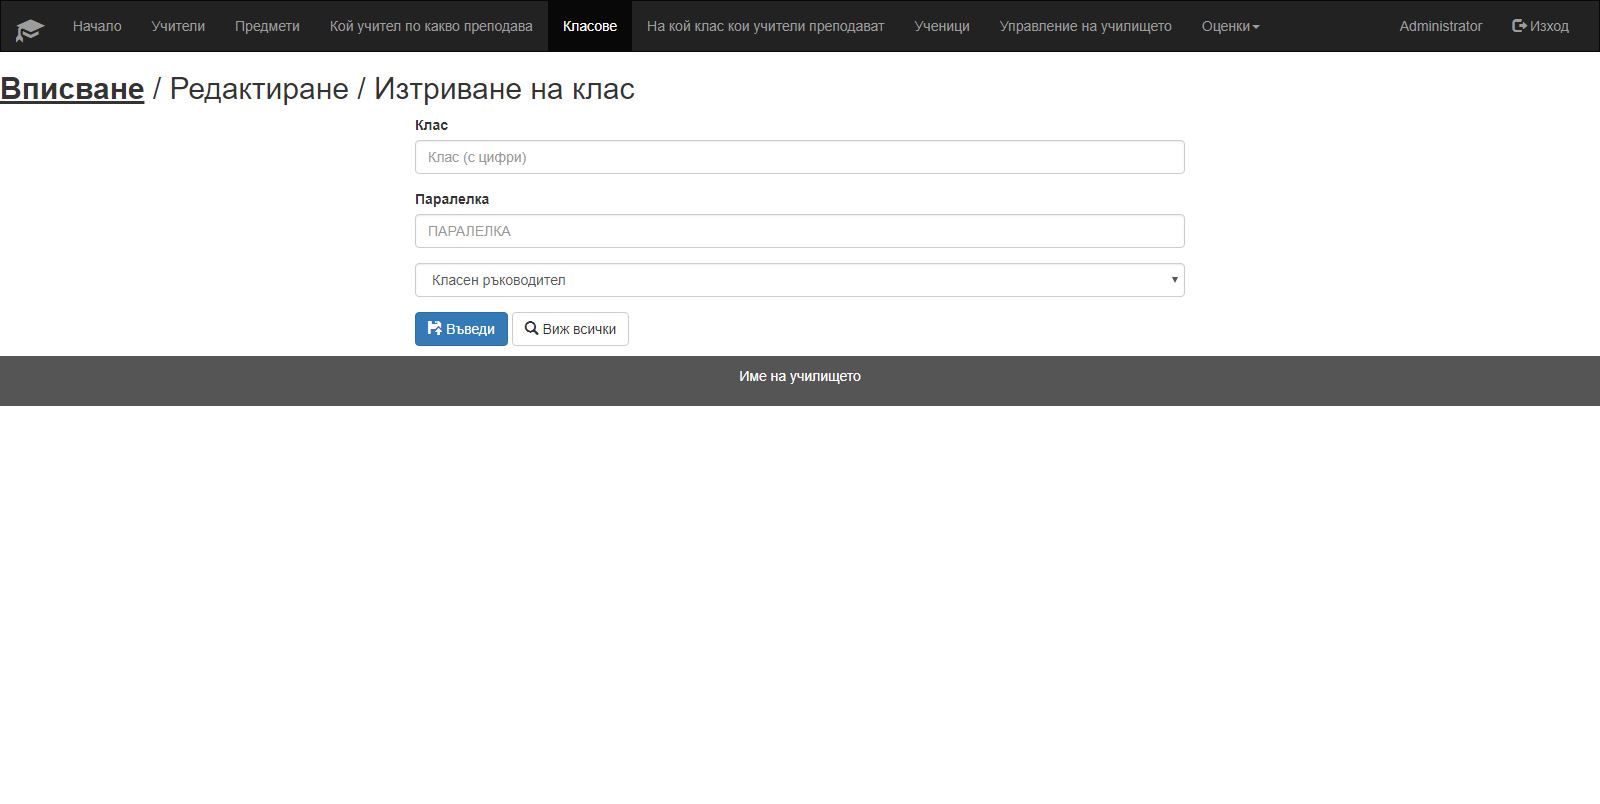 Начало Учители Предмети Кой учител по какво преподава Класове На кой клас кои учители преподават Ученици Управление на училището Оценки Administrator Изход
Вписване / Редактиране / Изтриване на клас
Клас
Клас (с цифри)
Паралелка
ПАРАЛЕЛКА
Класен ръководител
Въведи Виж всички
Име на училището